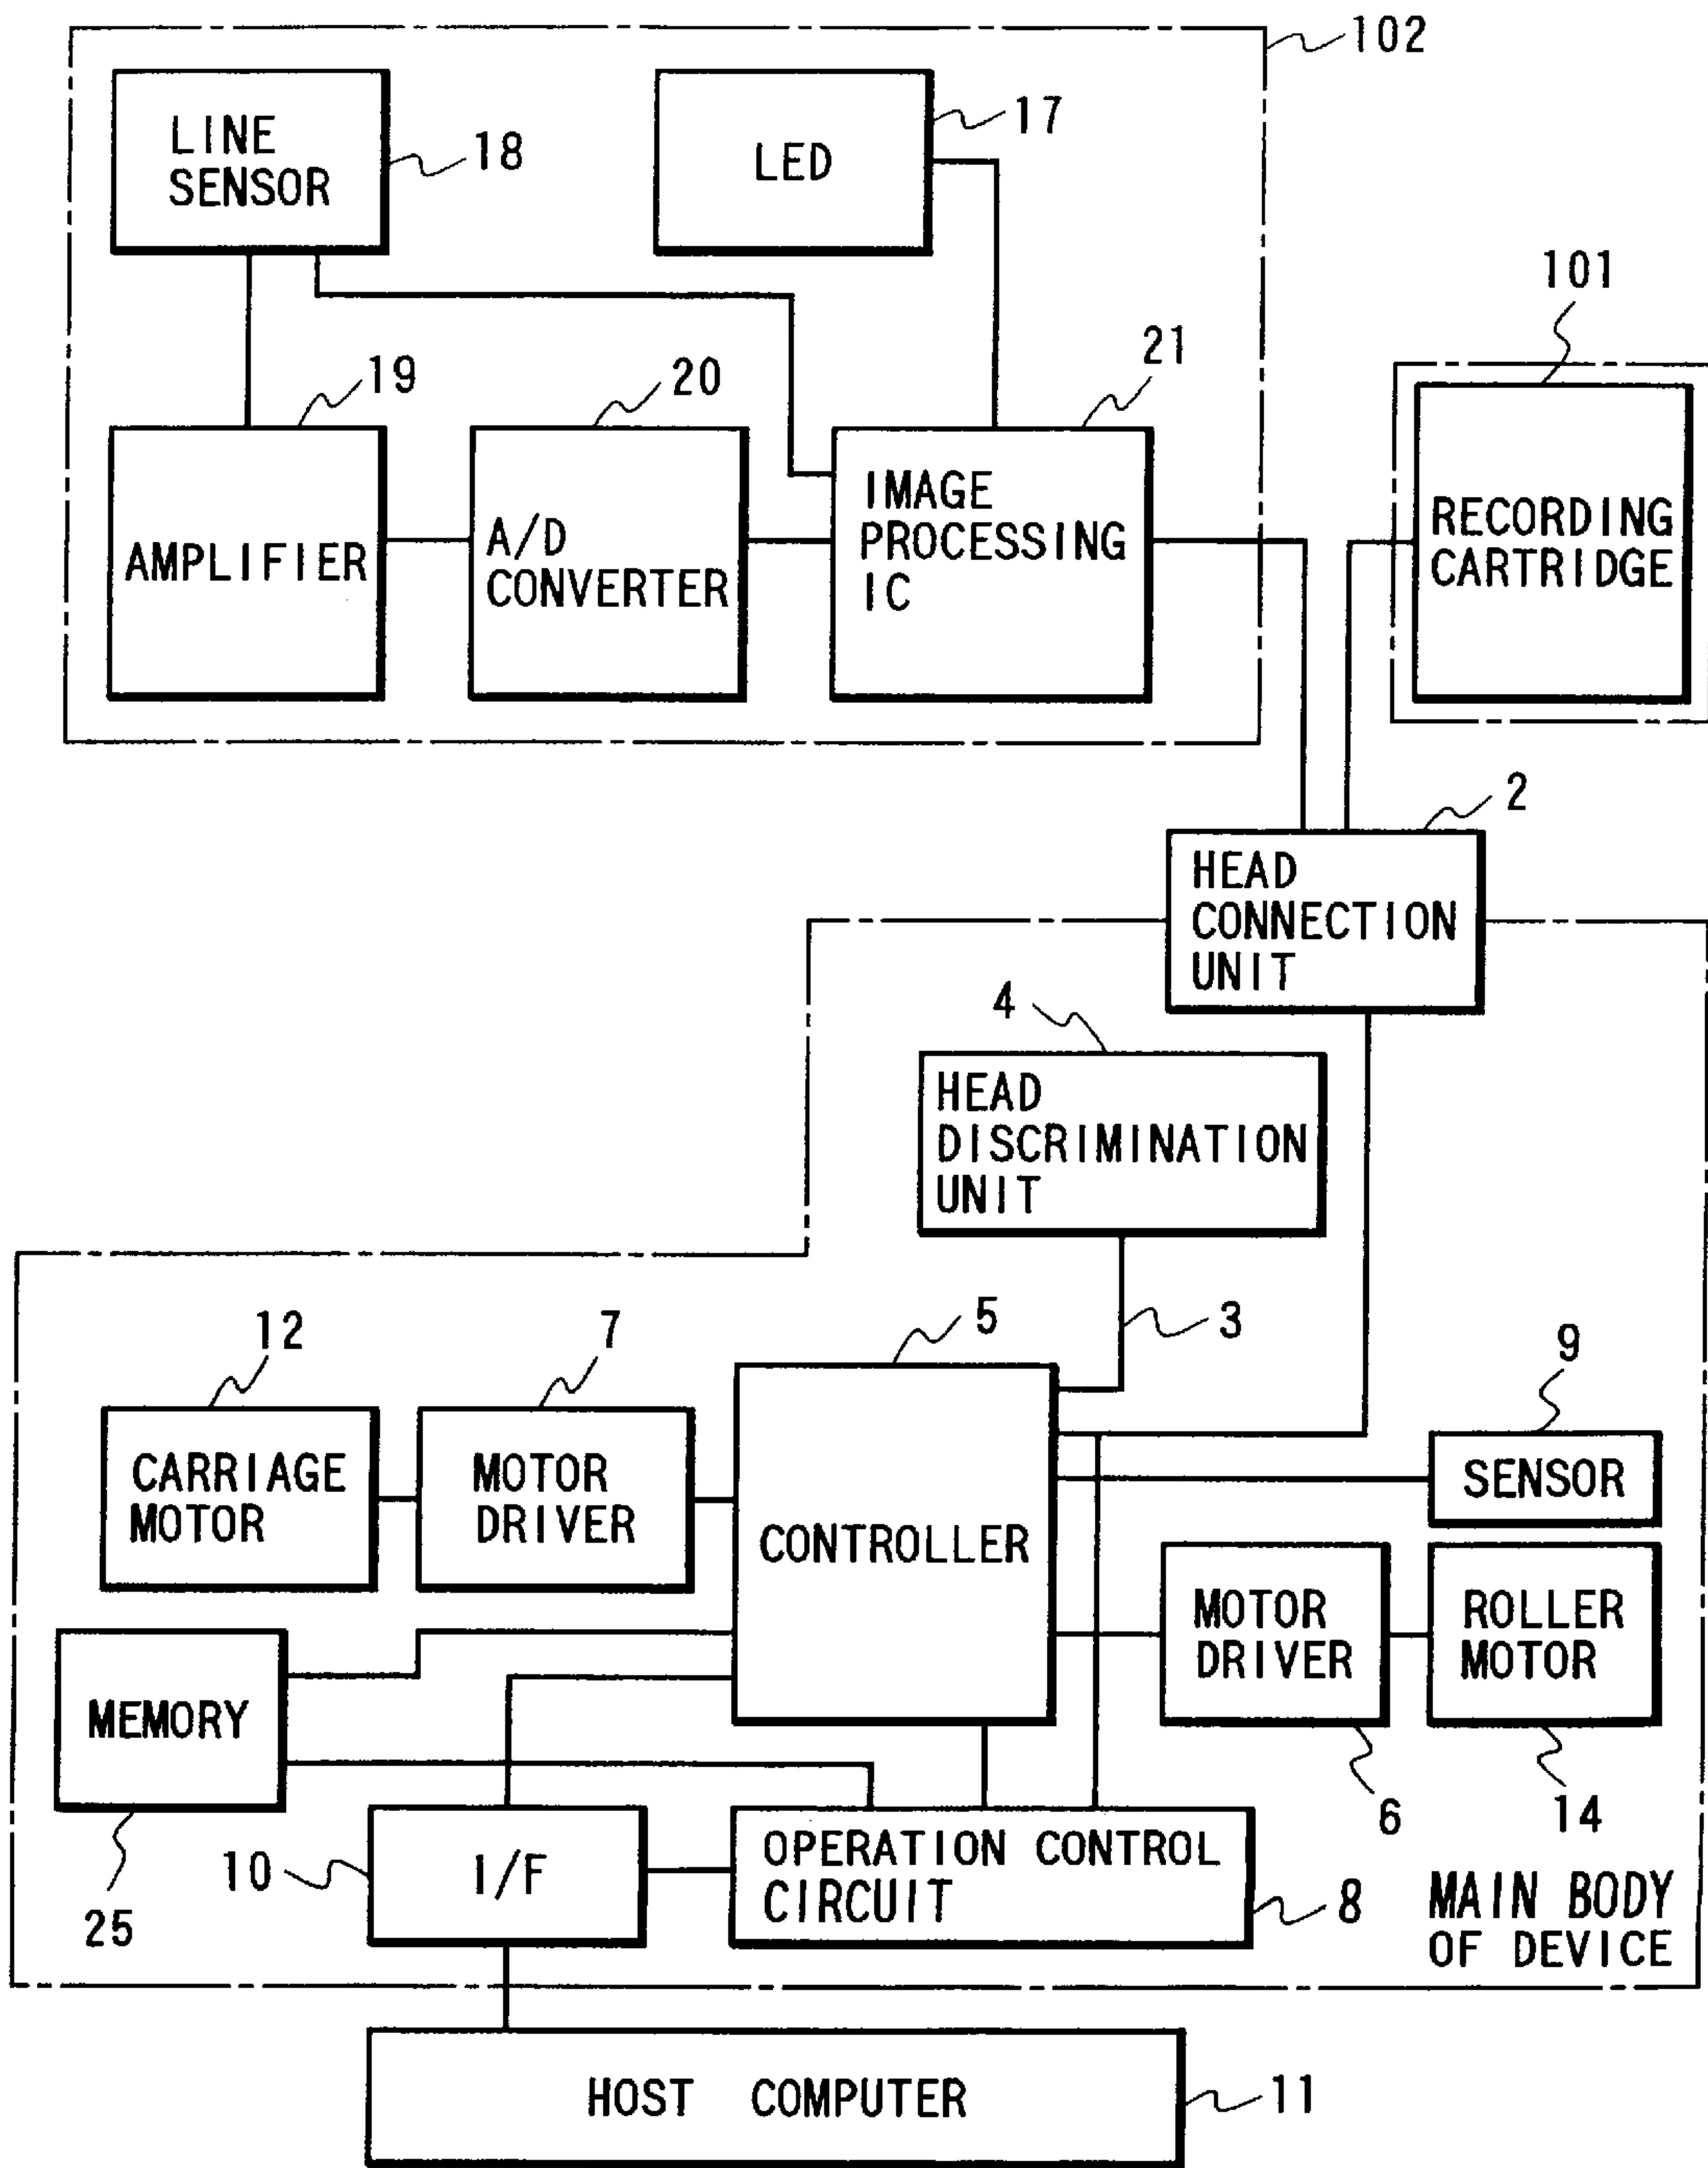 102
LINE
SENSOR
18
LED
17
101
19
20
21
AMPLIFIER
A/D
CONVERTER
IMAGE
PROCESSING
IC
RECORDING
CARTRIDGE
2
HEAD
CONNECTION
UNIT
4
HEAD
DISCRIMINATION
UNIT
3
12
7
5
9
CARRIAGE
MOTOR
MOTOR
DRIVER
CONTROLLER
SENSOR
MOTOR
DRIVER
ROLLER
MOTOR
MEMORY
6
14
25
10
I/F
OPERATION CONTROL
CIRCUIT
8
MAIN BODY
OF DEVICE
HOST COMPUTER
11